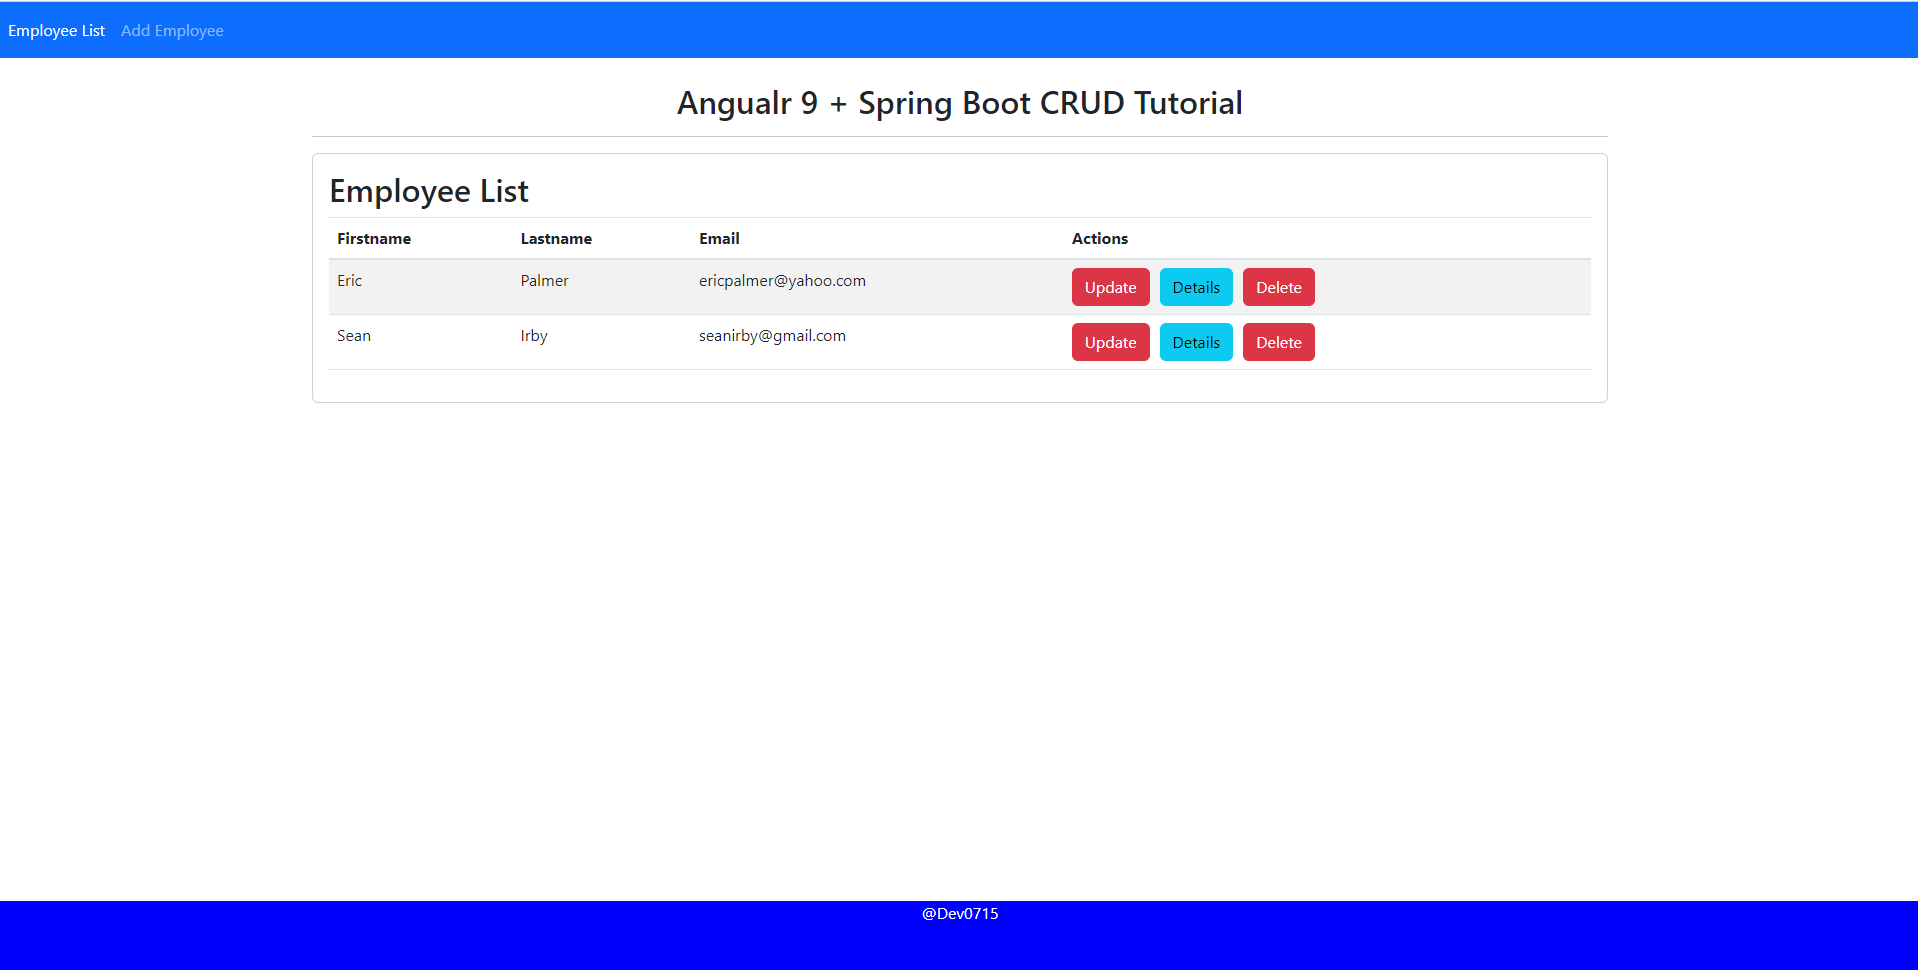 Employee List Add Employee
Angualr 9 + Spring Boot CRUD Tutorial
Employee List
Firstname Lastname Email Actions
Eric Palmer ericpalmer@yahoo.com Update Details Delete
Sean Irby seanirby@gmail.com Update Details Delete
@Dev0715